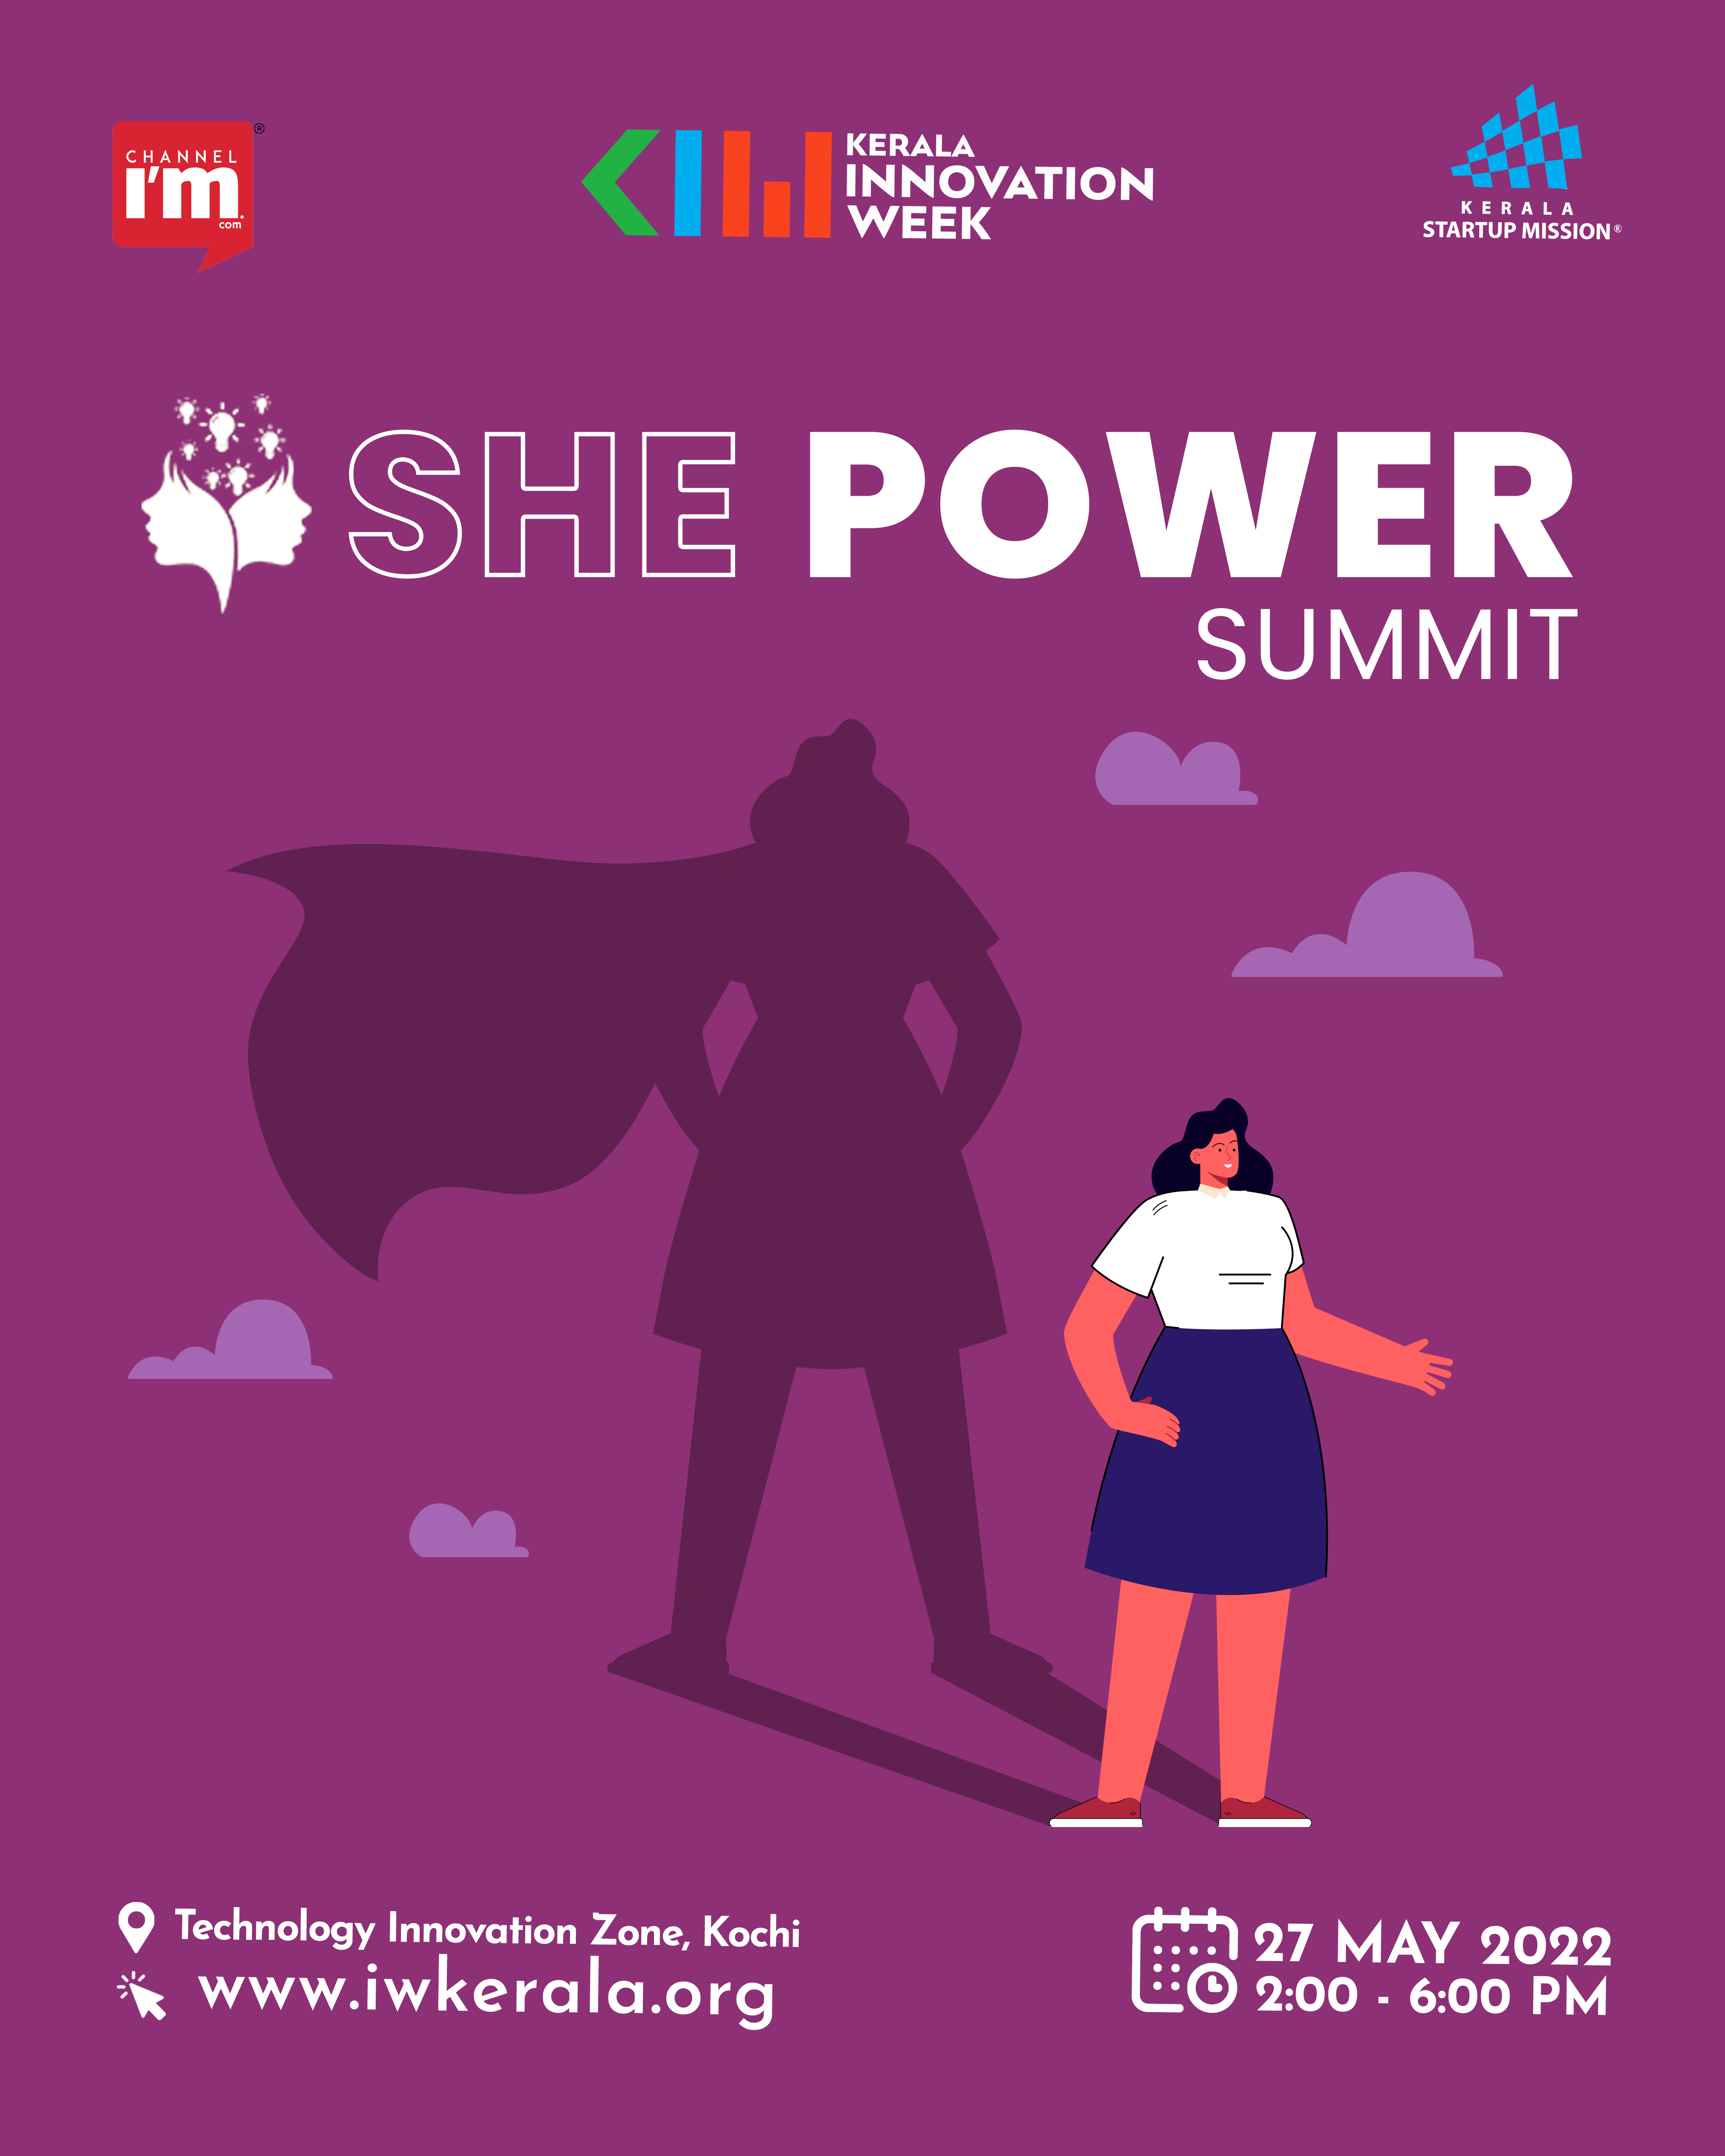 CHANNEL
I'm.
com
®
KERALA
INNOVATION
WEEK
KERALA
STARTUP MISSION®
SHE POWER
SUMMIT
Technology Innovation Zone, Kochi
www.iwkerala.org
27 MAY 2022
2:00 - 6:00 PM